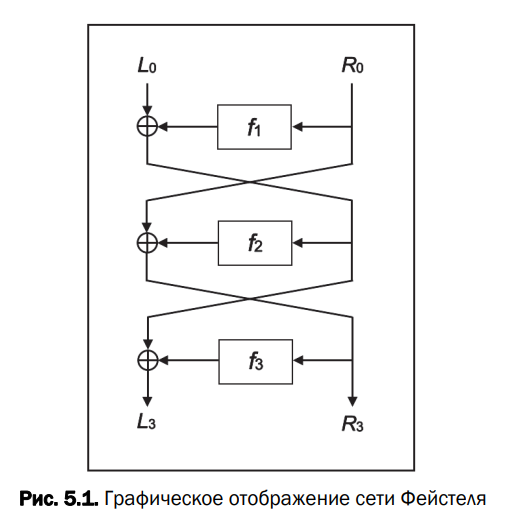 L0 R0
f1
f2
f3
L3 R3
Рис. 5.1. Графическое отображение сети Фейстеля